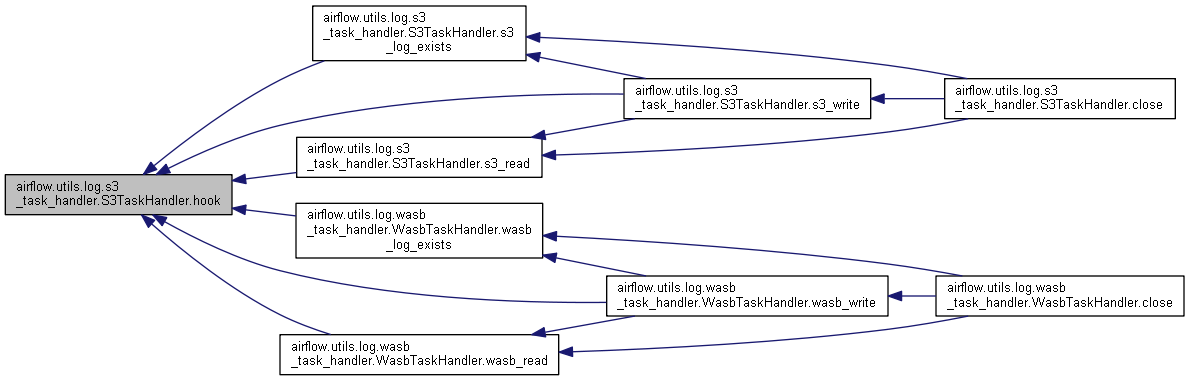 airflow.utils.log.s3
_task_handler.S3TaskHandler.s3
_log_exists
airflow.utils.log.s3
_task_handler.S3TaskHandler.s3_write
airflow.utils.log.s3
_task_handler.S3TaskHandler.close
airflow.utils.log.s3
_task_handler.S3TaskHandler.s3_read
airflow.utils.log.s3
_task_handler.S3TaskHandler.hook
airflow.utils.log.wasb
_task_handler.WasbTaskHandler.wasb
_log_exists
airflow.utils.log.wasb
_task_handler.WasbTaskHandler.wasb_write
airflow.utils.log.wasb
_task_handler.WasbTaskHandler.close
airflow.utils.log.wasb
_task_handler.WasbTaskHandler.wasb_read